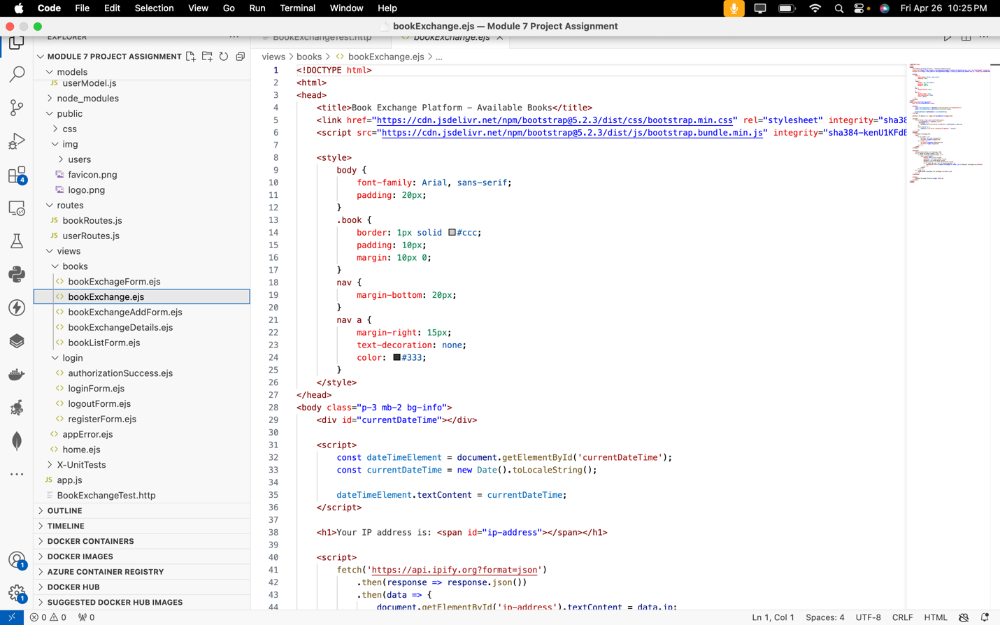 Code File Edit Selection View Go Run Terminal Window Help Fri Apr 26 10:25 PM
bookExchange.ejs — Module 7 Project Assignment
EXPLORER
BookExchangeTest.http
bookExchange.ejs
MODULE 7 PROJECT ASSIGNMENT
views > books > <> bookExchange.ejs > ...
models
JS userModel.js
node_modules
public
css
img
users
favicon.png
logo.png
routes
JS bookRoutes.js
JS userRoutes.js
views
books
<> bookExchageForm.ejs
<> bookExchange.ejs
<> bookExchangeAddForm.ejs
<> bookExchangeDetails.ejs
<> bookListForm.ejs
login
<> authorizationSuccess.ejs
<> loginForm.ejs
<> logoutForm.ejs
<> registerForm.ejs
<> appError.ejs
<> home.ejs
X-UnitTests
JS app.js
BookExchangeTest.http
OUTLINE
TIMELINE
DOCKER CONTAINERS
DOCKER IMAGES
AZURE CONTAINER REGISTRY
DOCKER HUB
SUGGESTED DOCKER HUB IMAGES
4
1
1
1 <!DOCTYPE html>
2 <html>
3 <head>
4 <title>Book Exchange Platform - Available Books</title>
5 <link href="https://cdn.jsdelivr.net/npm/bootstrap@5.2.3/dist/css/bootstrap.min.css" rel="stylesheet" integrity="sha38
6 <script src="https://cdn.jsdelivr.net/npm/bootstrap@5.2.3/dist/js/bootstrap.bundle.min.js" integrity="sha384-kenU1KFdB
7
8 <style>
9 body {
10 font-family: Arial, sans-serif;
11 padding: 20px;
12 }
13 .book {
14 border: 1px solid #ccc;
15 padding: 10px;
16 margin: 10px 0;
17 }
18 nav {
19 margin-bottom: 20px;
20 }
21 nav a {
22 margin-right: 15px;
23 text-decoration: none;
24 color: #333;
25 }
26 </style>
27 </head>
28 <body class="p-3 mb-2 bg-info">
29 <div id="currentDateTime"></div>
30
31 <script>
32 const dateTimeElement = document.getElementById('currentDateTime');
33 const currentDateTime = new Date().toLocaleString();
34
35 dateTimeElement.textContent = currentDateTime;
36 </script>
37
38 <h1>Your IP address is: <span id="ip-address"></span></h1>
39
40 <script>
41 fetch('https://api.ipify.org?format=json')
42 .then(response => response.json())
43 .then(data => {
44 document.getElementById('ip-address').textContent = data.ip;
0 0 0 Ln 1, Col 1 Spaces: 4 UTF-8 CRLF HTML